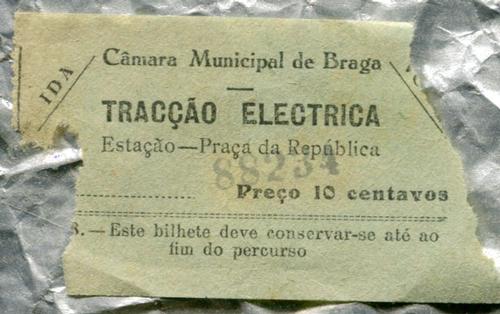 IDA
Câmara Municipal de Braga
TRACÇÃO ELECTRICA
Estação—Praça da República
88234
Preço 10 centavos
.—Este bilhete deve conservar-se até ao
fim do percurso